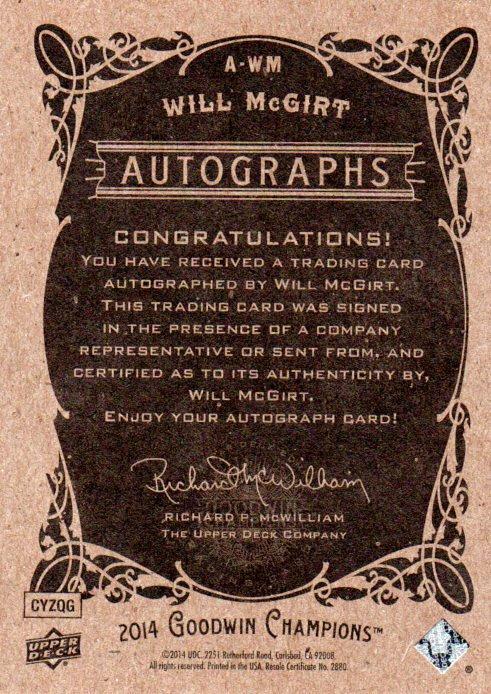 A-WM
WILL McGIRT
AUTOGRAPHS
CONGRATULATIONS!
YOU HAVE RECEIVED A TRADING CARD
AUTOGRAPHED BY WILL McGIRT.
THIS TRADING CARD WAS SIGNED
IN THE PRESENCE OF A COMPANY
REPRESENTATIVE OR SENT FROM, AND
CERTIFIED AS TO ITS AUTHENTICITY BY,
WILL McGIRT.
ENJOY YOUR AUTOGRAPH CARD!
Richard McWilliam
RICHARD P. McWILLIAM
THE UPPER DECK COMPANY
CYZQG
UPPER
DECK
2014 GOODWIN CHAMPIONS™
©2014 UDC. 2251 Rutherford Road, Carlsbad, CA 92008.
All rights reserved. Printed in the USA. Resale Certificate No. 2880.
®